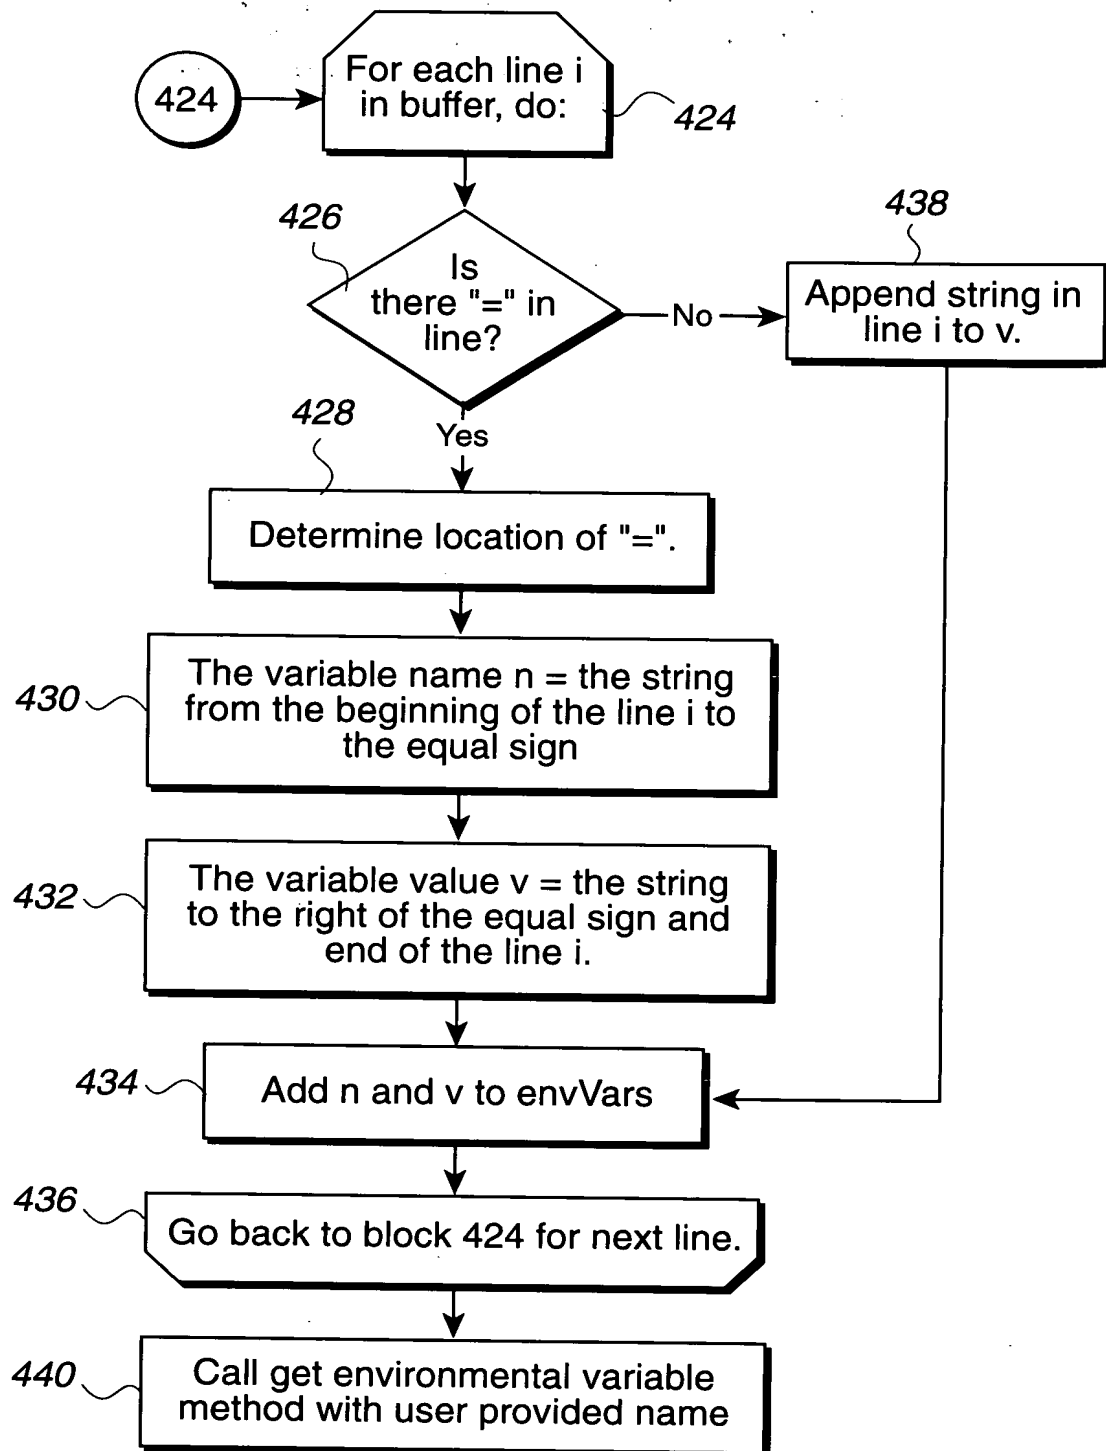 424
For each line i
in buffer, do:
424
426
Is
there "=" in
line?
No
438
Append string in
line i to v.
Yes
428
Determine location of "=".
430
The variable name n = the string
from the beginning of the line i to
the equal sign
432
The variable value v = the string
to the right of the equal sign and
end of the line i.
434
Add n and v to envVars
436
Go back to block 424 for next line.
440
Call get environmental variable
method with user provided name